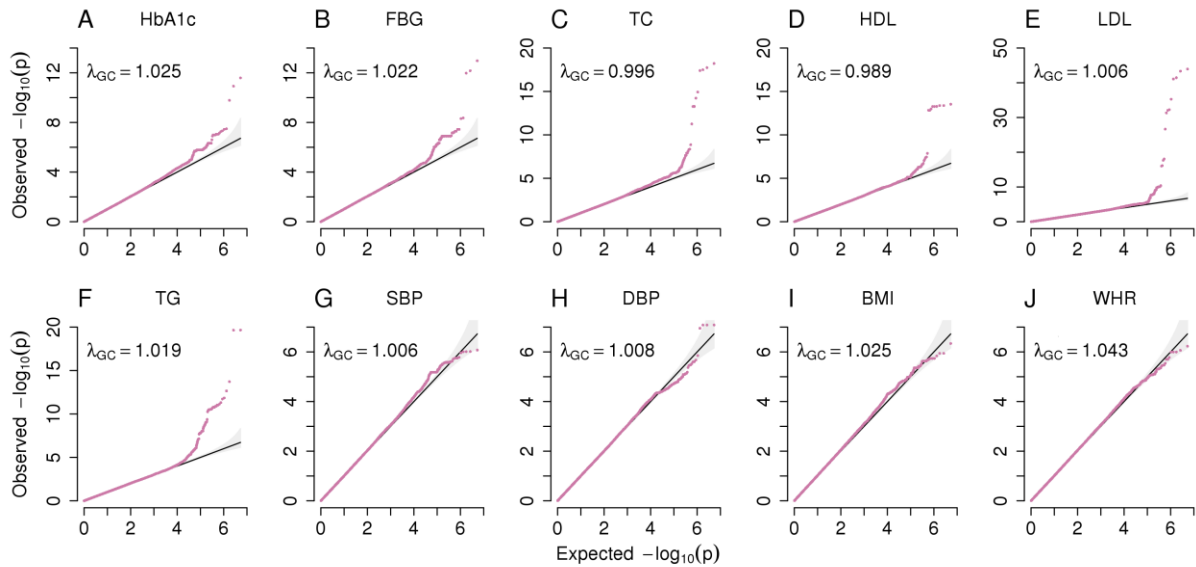 A HbA1c
B FBG
C TC
D HDL
E LDL
λGC = 1.025
λGC = 1.022
λGC = 0.996
λGC = 0.989
λGC = 1.006
Observed −log10(p)
0 4 8 12
0 2 4 6
0 4 8 12
0 2 4 6
0 5 10 15 20
0 2 4 6
0 5 10 15 20
0 2 4 6
0 10 30 50
0 2 4 6
F TG
G SBP
H DBP
I BMI
J WHR
λGC = 1.019
λGC = 1.006
λGC = 1.008
λGC = 1.025
λGC = 1.043
Observed −log10(p)
0 5 10 15 20
0 2 4 6
0 2 4 6
0 2 4 6
0 2 4 6
0 2 4 6
0 2 4 6
0 2 4 6
0 2 4 6
0 2 4 6
Expected −log10(p)